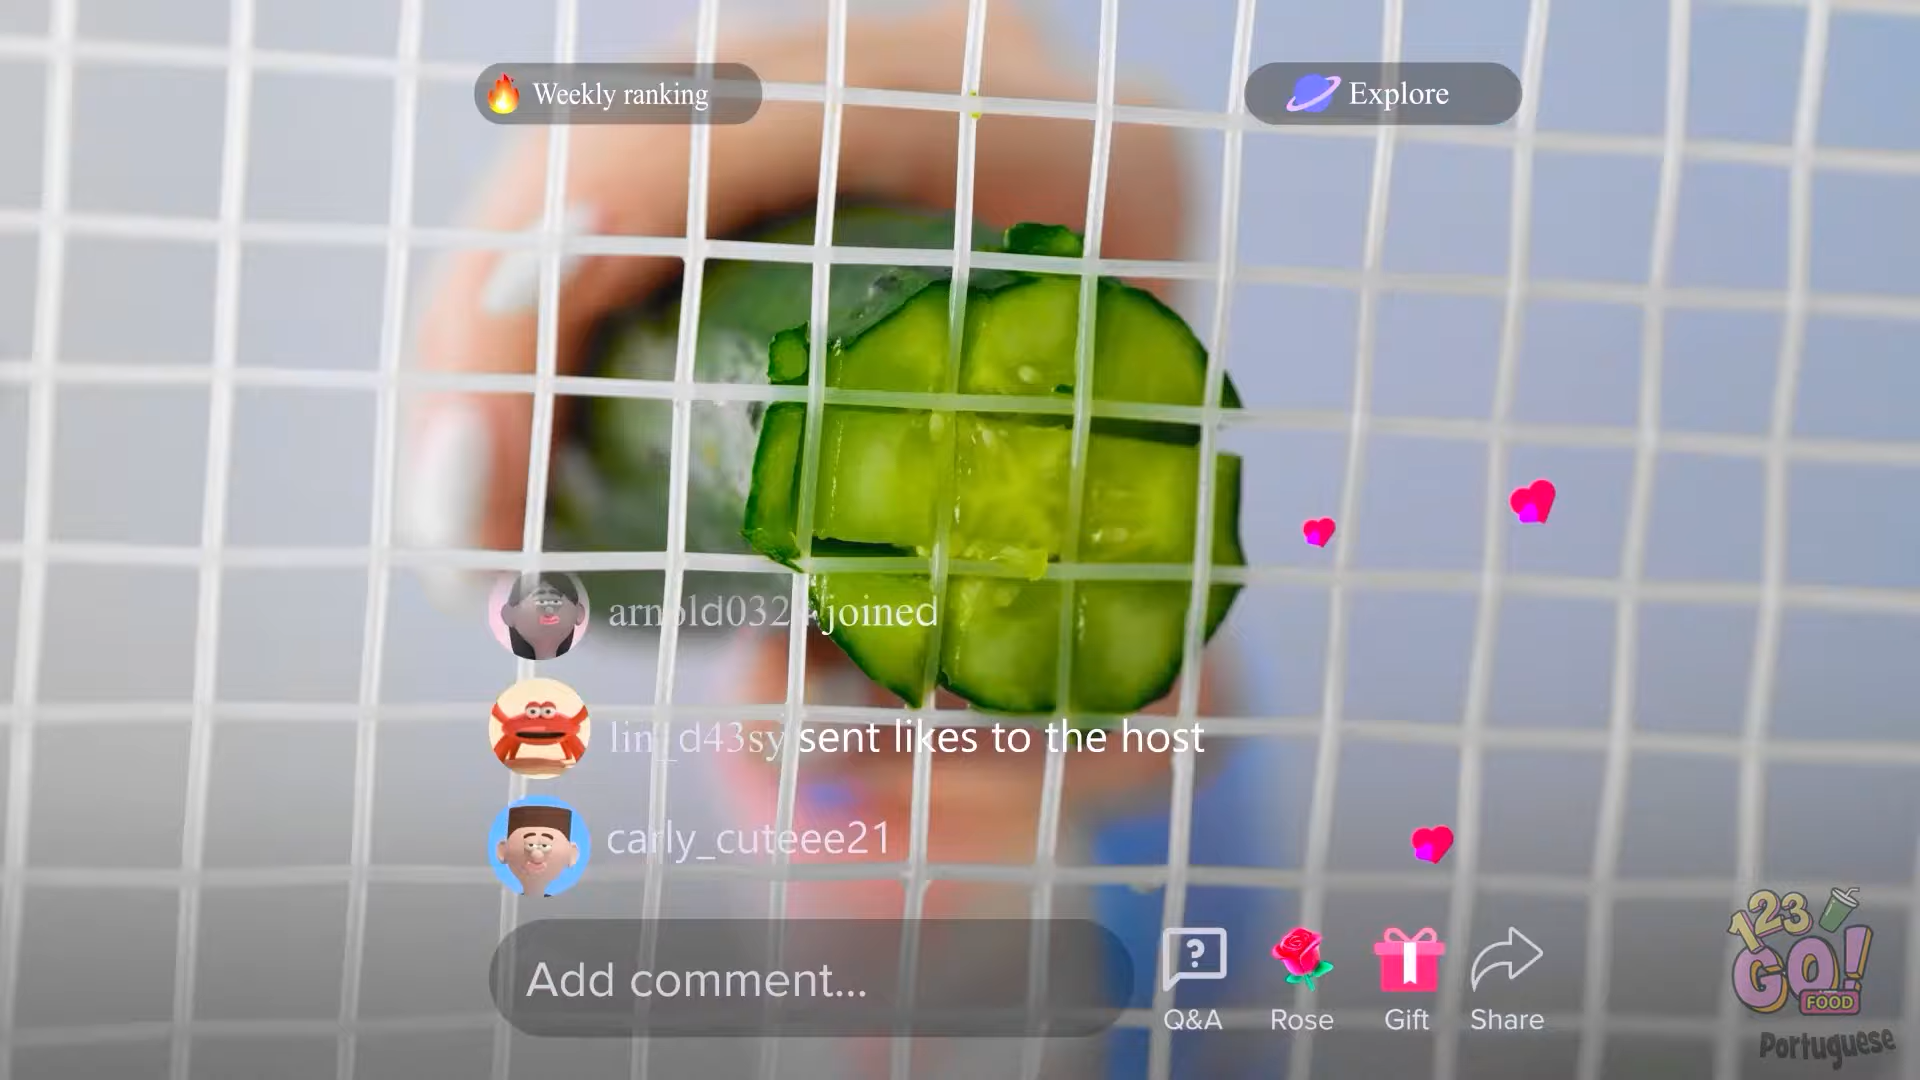 Weekly ranking
Explore
joined
sent likes to the host
carly_cuteee21
Add comment...
?
Q&A
Rose
Gift
Share
123
GO!
FOOD
Portuguese